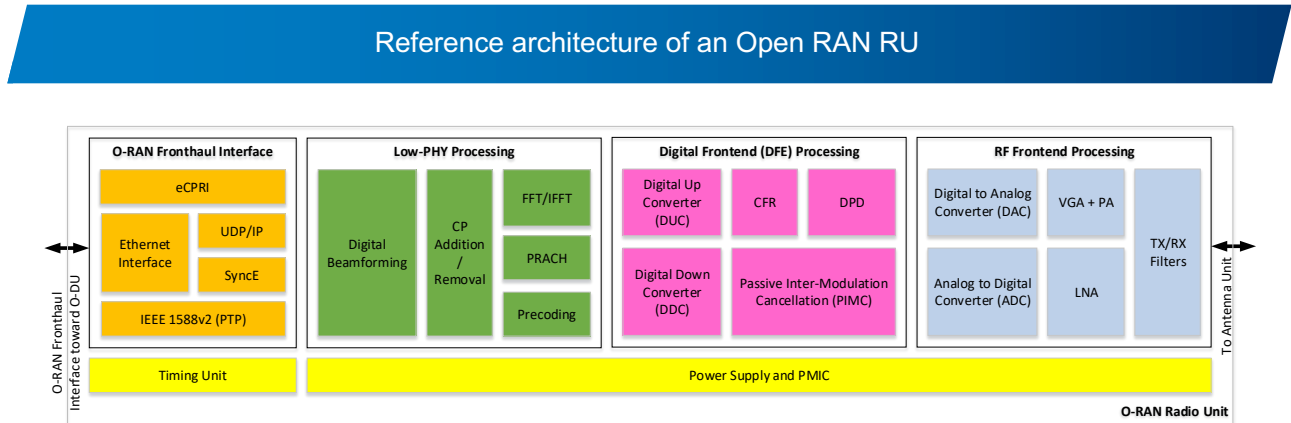 Reference architecture of an Open RAN RU
O-RAN Fronthaul Interface
eCPRI
Ethernet
Interface
UDP/IP
SyncE
IEEE 1588v2 (PTP)
Low-PHY Processing
Digital
Beamforming
CP
Addition
/
Removal
FFT/IFFT
PRACH
Precoding
Digital Frontend (DFE) Processing
Digital Up
Converter
(DUC)
CFR
DPD
Digital Down
Converter
(DDC)
Passive Inter-Modulation
Cancellation (PIMC)
RF Frontend Processing
Digital to Analog
Converter (DAC)
VGA + PA
Analog to Digital
Converter (ADC)
LNA
TX/RX
Filters
O-RAN Fronthaul
Interface toward O-DU
To Antenna Unit
Timing Unit
Power Supply and PMIC
O-RAN Radio Unit